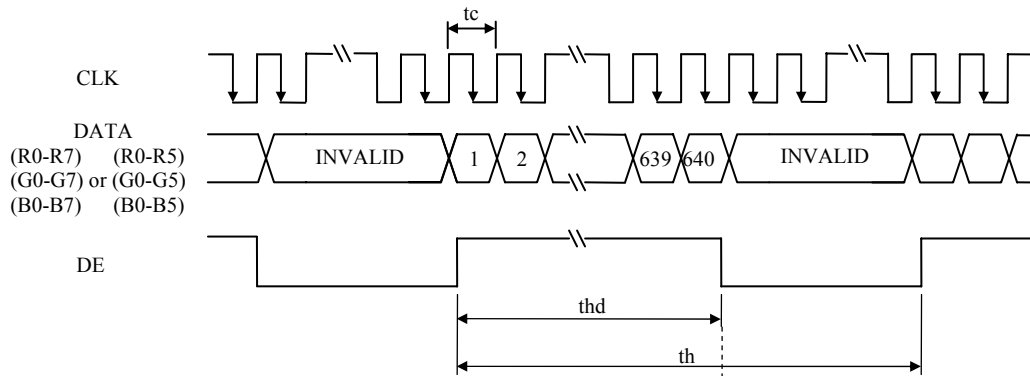 tc
CLK
DATA
(R0-R7) (R0-R5)
(G0-G7) or (G0-G5)
(B0-B7) (B0-B5)
INVALID 1 2 639 640 INVALID
DE
thd
th